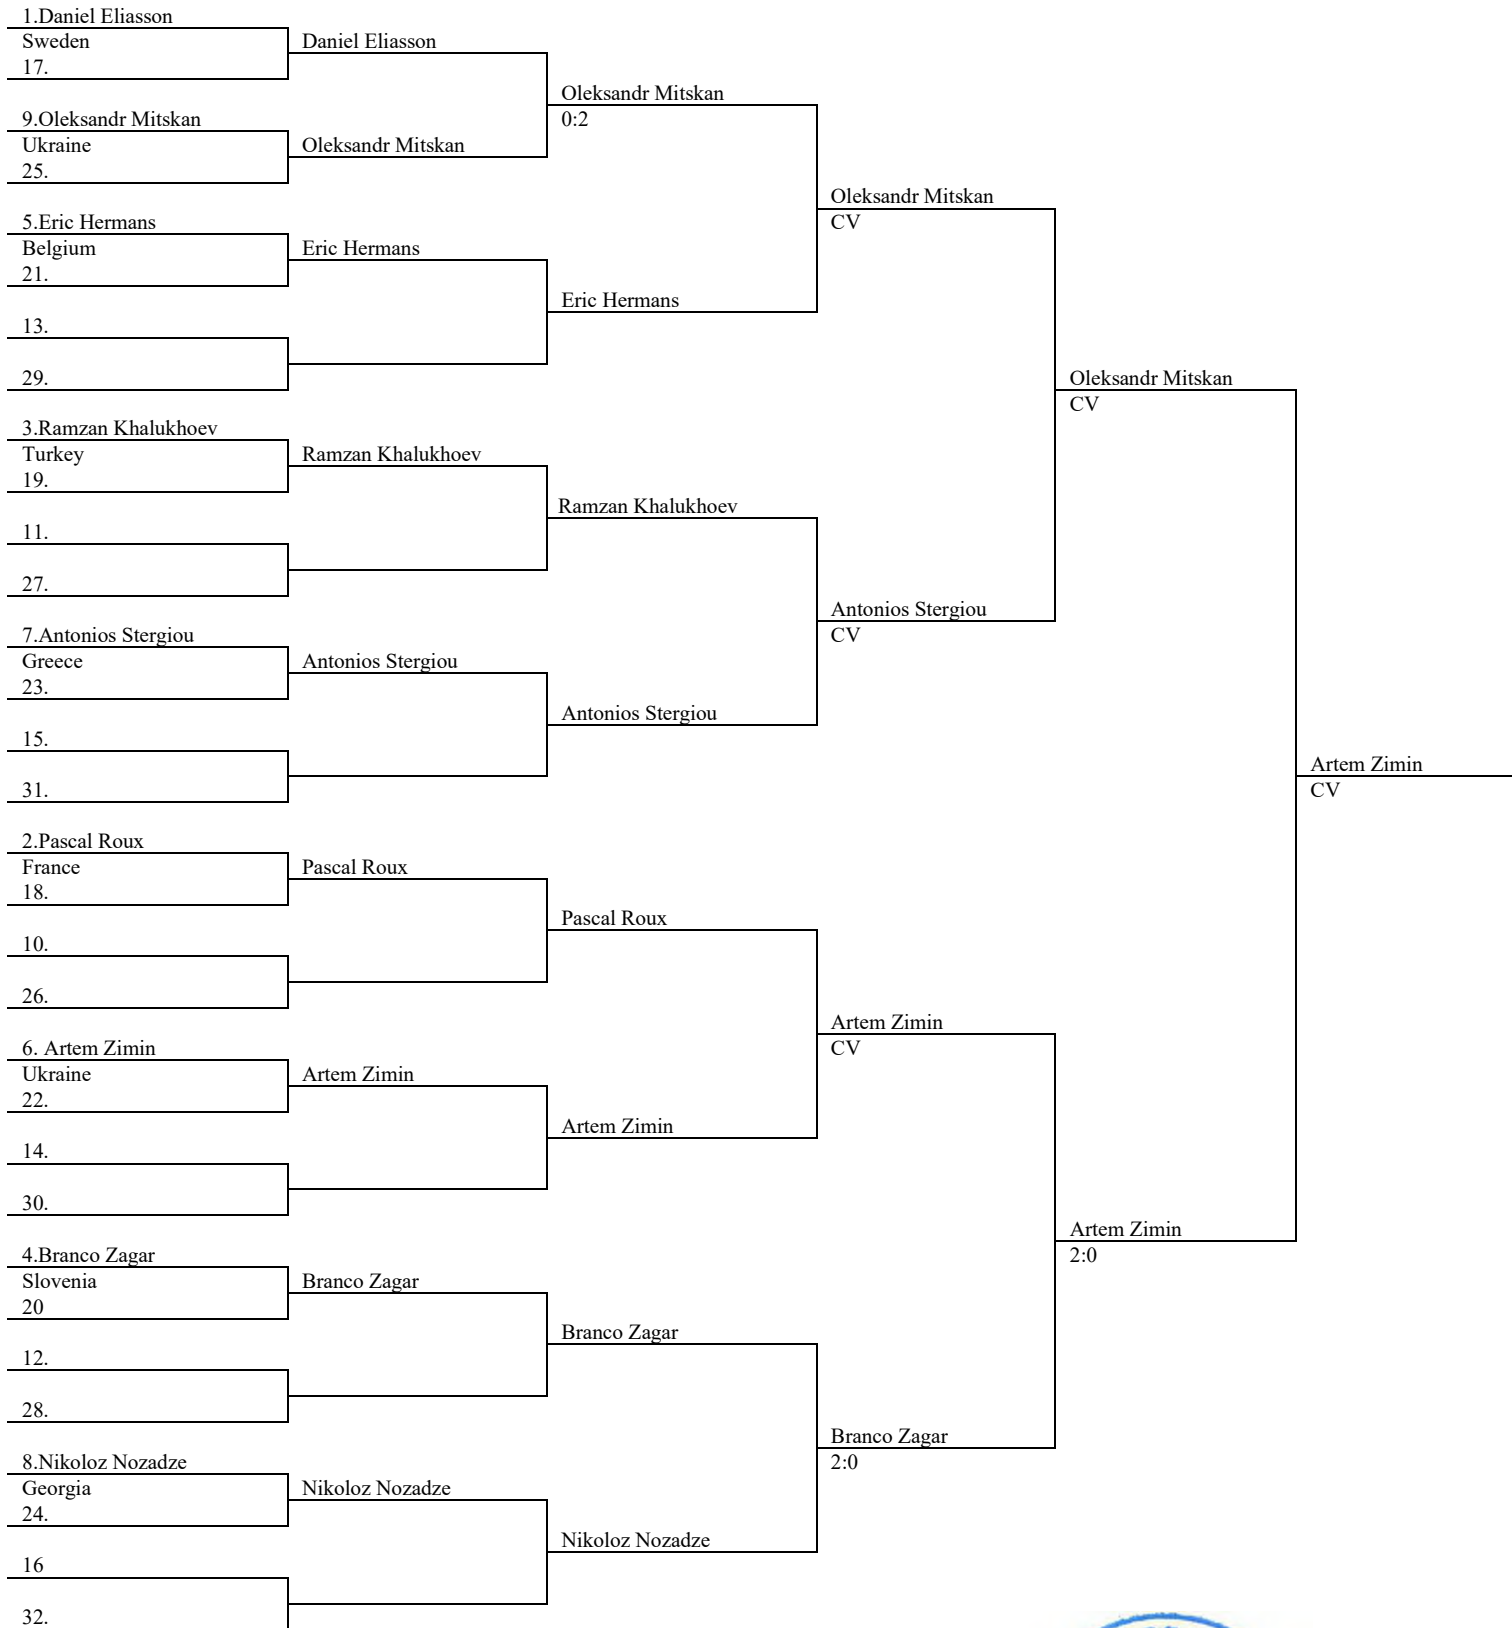 1.Daniel Eliasson
Sweden
17.
9.Oleksandr Mitskan
Ukraine
25.
5.Eric Hermans
Belgium
21.
13.
29.
3.Ramzan Khalukhoev
Turkey
19.
11.
27.
7.Antonios Stergiou
Greece
23.
15.
31.
2.Pascal Roux
France
18.
10.
26.
6. Artem Zimin
Ukraine
22.
14.
30.
4.Branco Zagar
Slovenia
20
12.
28.
8.Nikoloz Nozadze
Georgia
24.
16
32.
Daniel Eliasson
Oleksandr Mitskan
Eric Hermans
Ramzan Khalukhoev
Antonios Stergiou
Pascal Roux
Artem Zimin
Branco Zagar
Nikoloz Nozadze
Oleksandr Mitskan
0:2
Eric Hermans
Ramzan Khalukhoev
Antonios Stergiou
Pascal Roux
Artem Zimin
Branco Zagar
Nikoloz Nozadze
Oleksandr Mitskan
CV
Antonios Stergiou
CV
Artem Zimin
CV
Branco Zagar
2:0
Oleksandr Mitskan
CV
Artem Zimin
2:0
Artem Zimin
CV